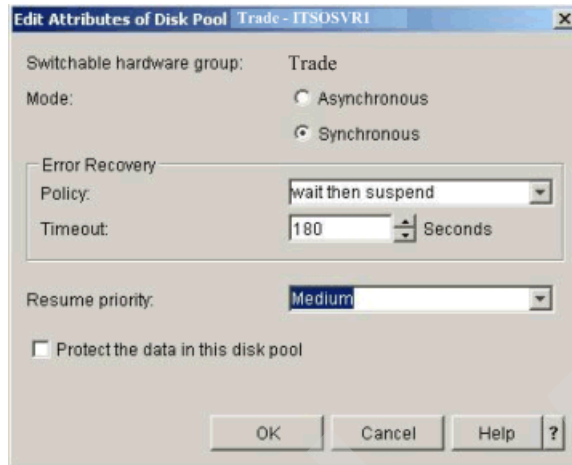 Edit Attributes of Disk Pool Trade - ITSOSVR1
Switchable hardware group: Trade
Mode: Asynchronous
Synchronous
Error Recovery
Policy: wait then suspend
Timeout: 180 Seconds
Resume priority: Medium
Protect the data in this disk pool
OK Cancel Help ?